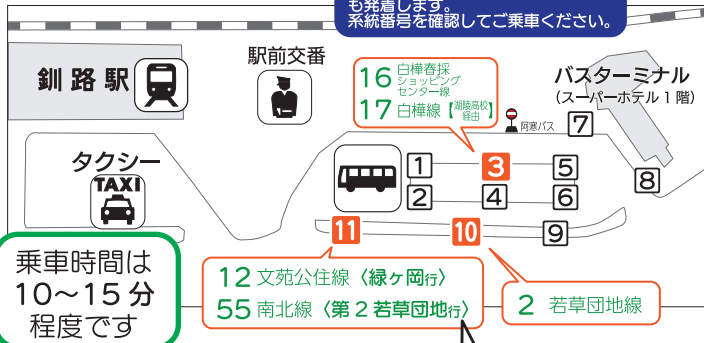 も発着します。
系統番号を確認してご乗車ください。
釧路駅
駅前交番
16 白樺春採
ショッピング
センター線
17 白樺線【湖陵高校経由】
バスターミナル
(スーパーホテル1階)
阿寒バス
7
タクシー
TAXI
1
3
5
8
2
4
6
11
10
9
乗車時間は
10〜15分
程度です
12 文苑公住線〈緑ヶ岡行〉
55 南北線〈第2若草団地行〉
2 若草団地線